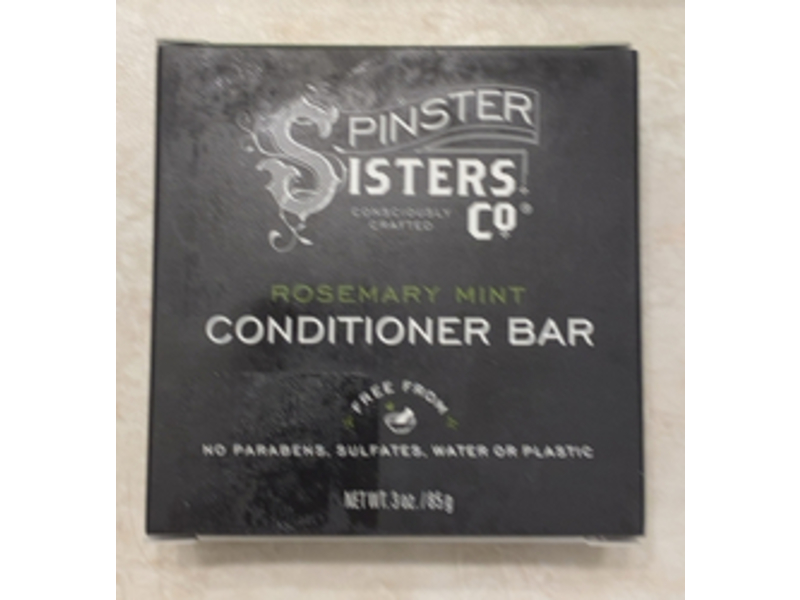 SPINSTER
SISTERS
CO®
CONSCIOUSLY
CRAFTED
ROSEMARY MINT
CONDITIONER BAR
FREE FROM
NO PARABENS, SULFATES, WATER OR PLASTIC
NET WT. 3 oz. / 85 g